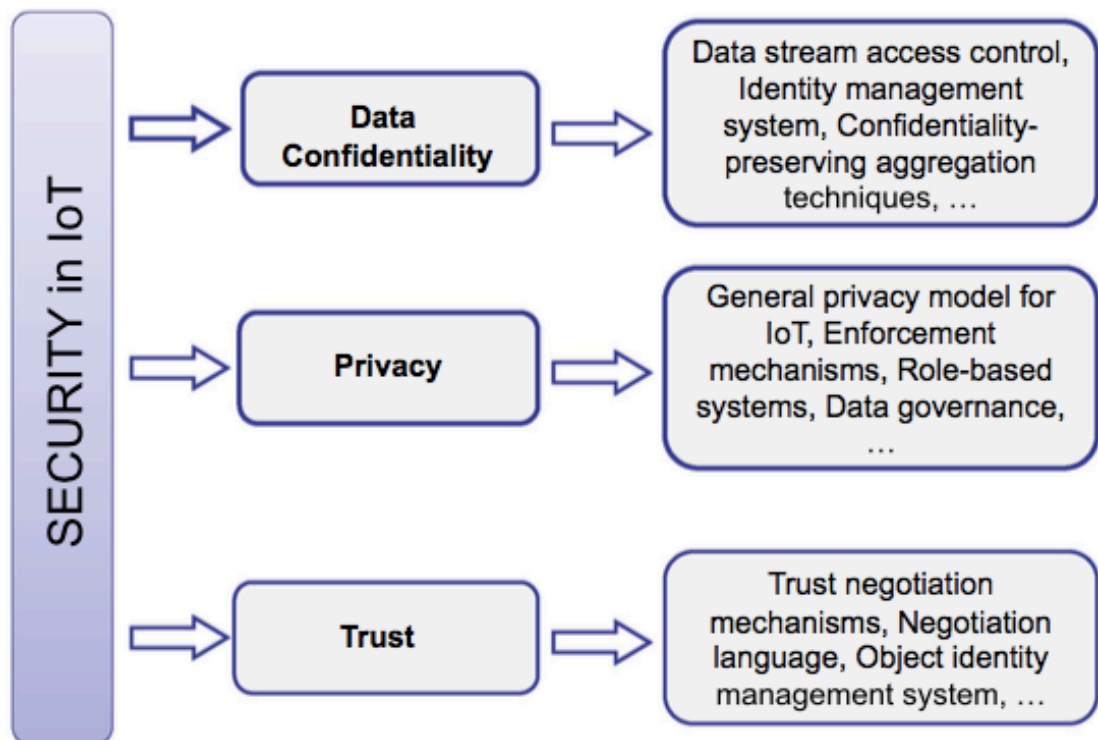 SECURITY in IoT
Data
Confidentiality
Data stream access control,
Identity management
system, Confidentiality-
preserving aggregation
techniques, …
Privacy
General privacy model for
IoT, Enforcement
mechanisms, Role-based
systems, Data governance,
…
Trust
Trust negotiation
mechanisms, Negotiation
language, Object identity
management system, …